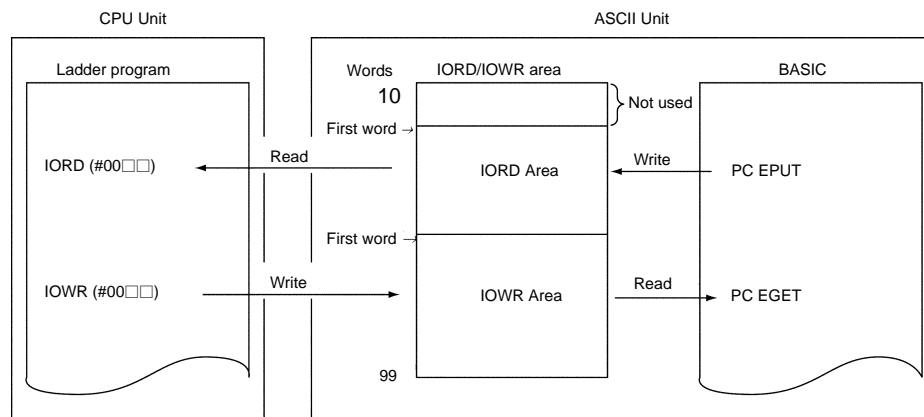 CPU Unit
ASCII Unit
Ladder program
Words
IORD/IOWR area
BASIC
10
Not used
First word →
IORD (#00□□)
Read
IORD Area
Write
PC EPUT
First word →
IOWR (#00□□)
Write
IOWR Area
Read
PC EGET
99